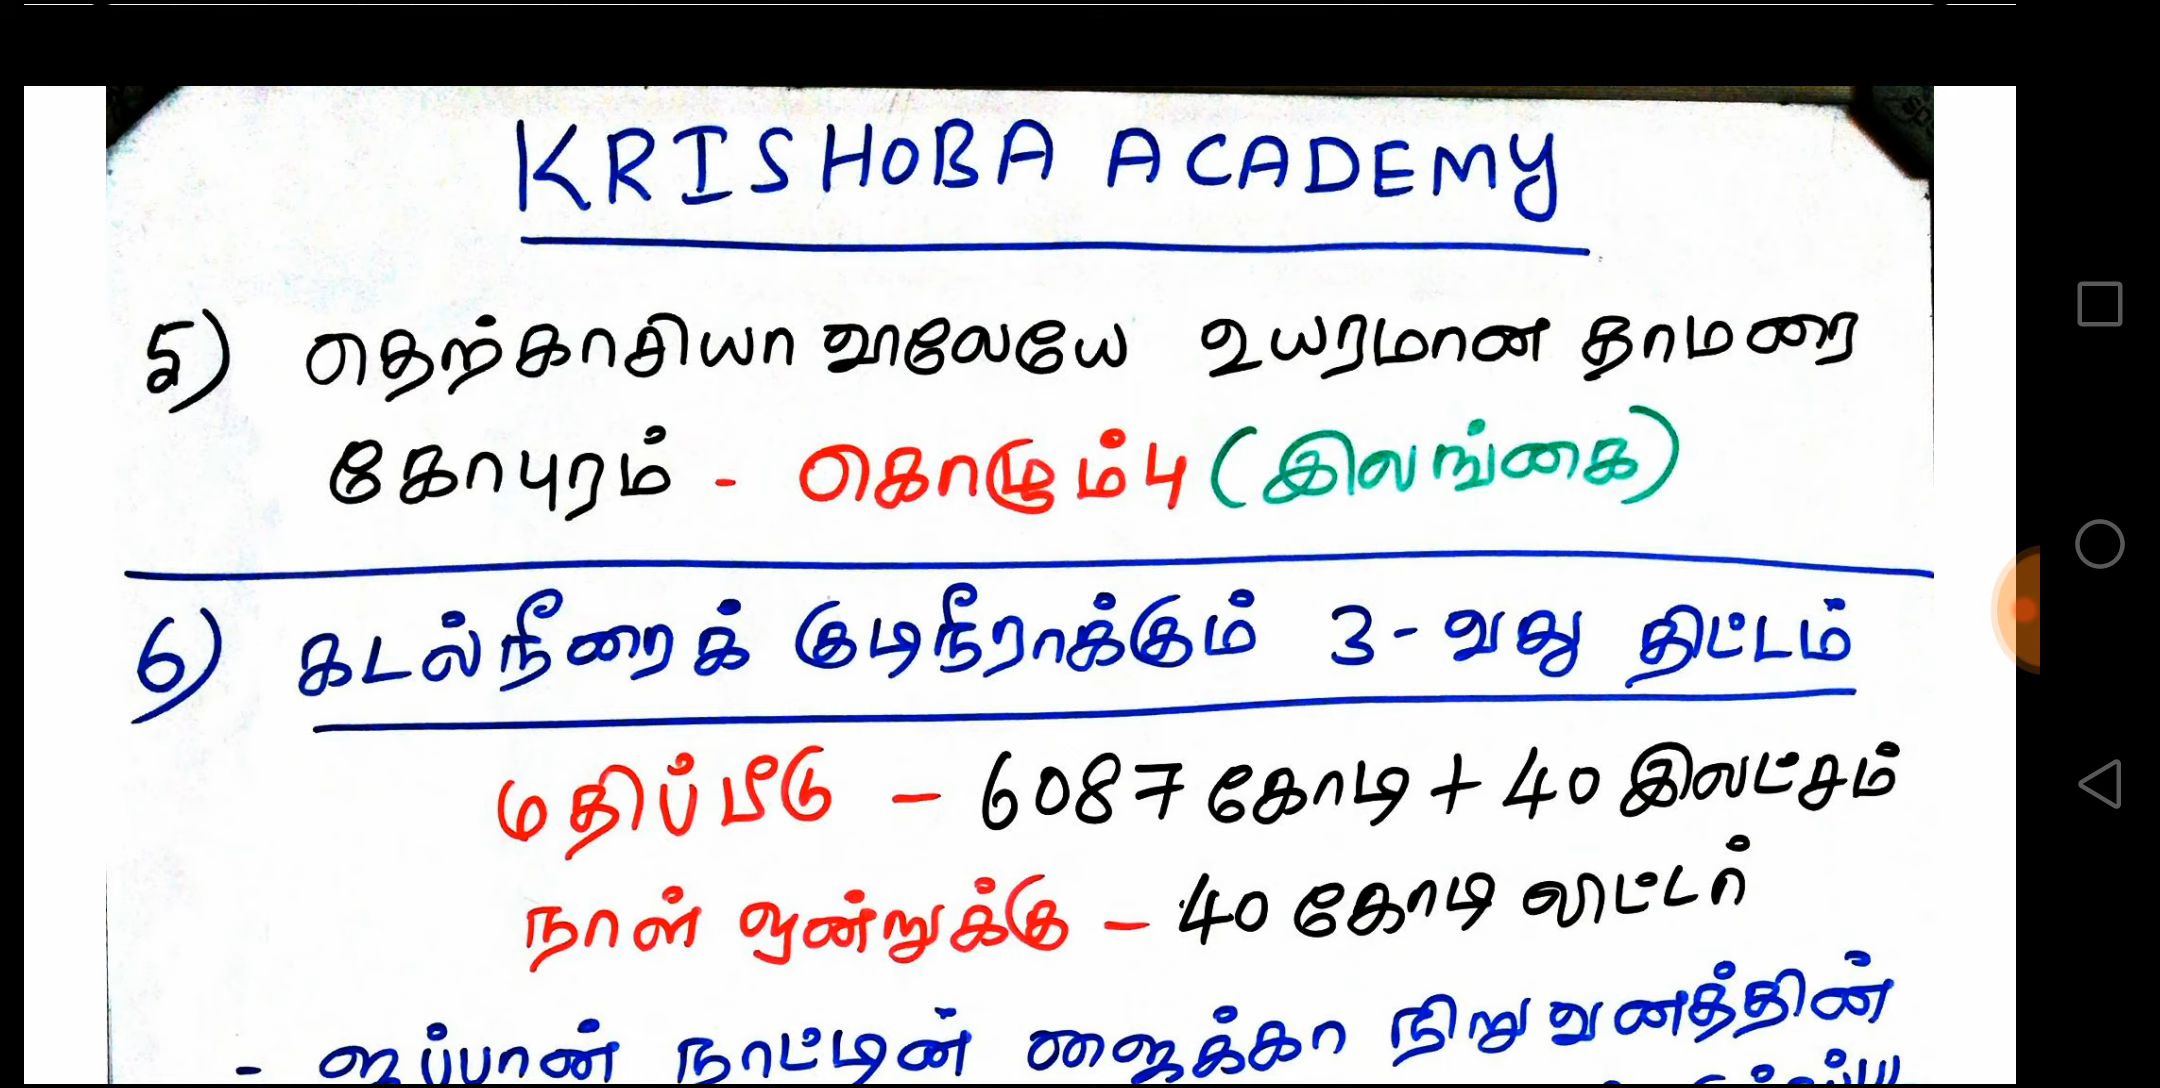 KRISHOBA ACADEMY
5) தெற்காசியாவிலேயே உயரமான தாமரை
கோபுரம் - கொழும்பு (இலங்கை)
6) கடல்நீரைக் குடிநீராக்கும் 3-வது திட்டம்
மதிப்பீடு - 6087 கோடி + 40 இலட்சம்
நாள் ஒன்றுக்கு - 40 கோடி லிட்டர்
- ஜப்பான் நாட்டின் ஜைக்கா நிறுவனத்தின்